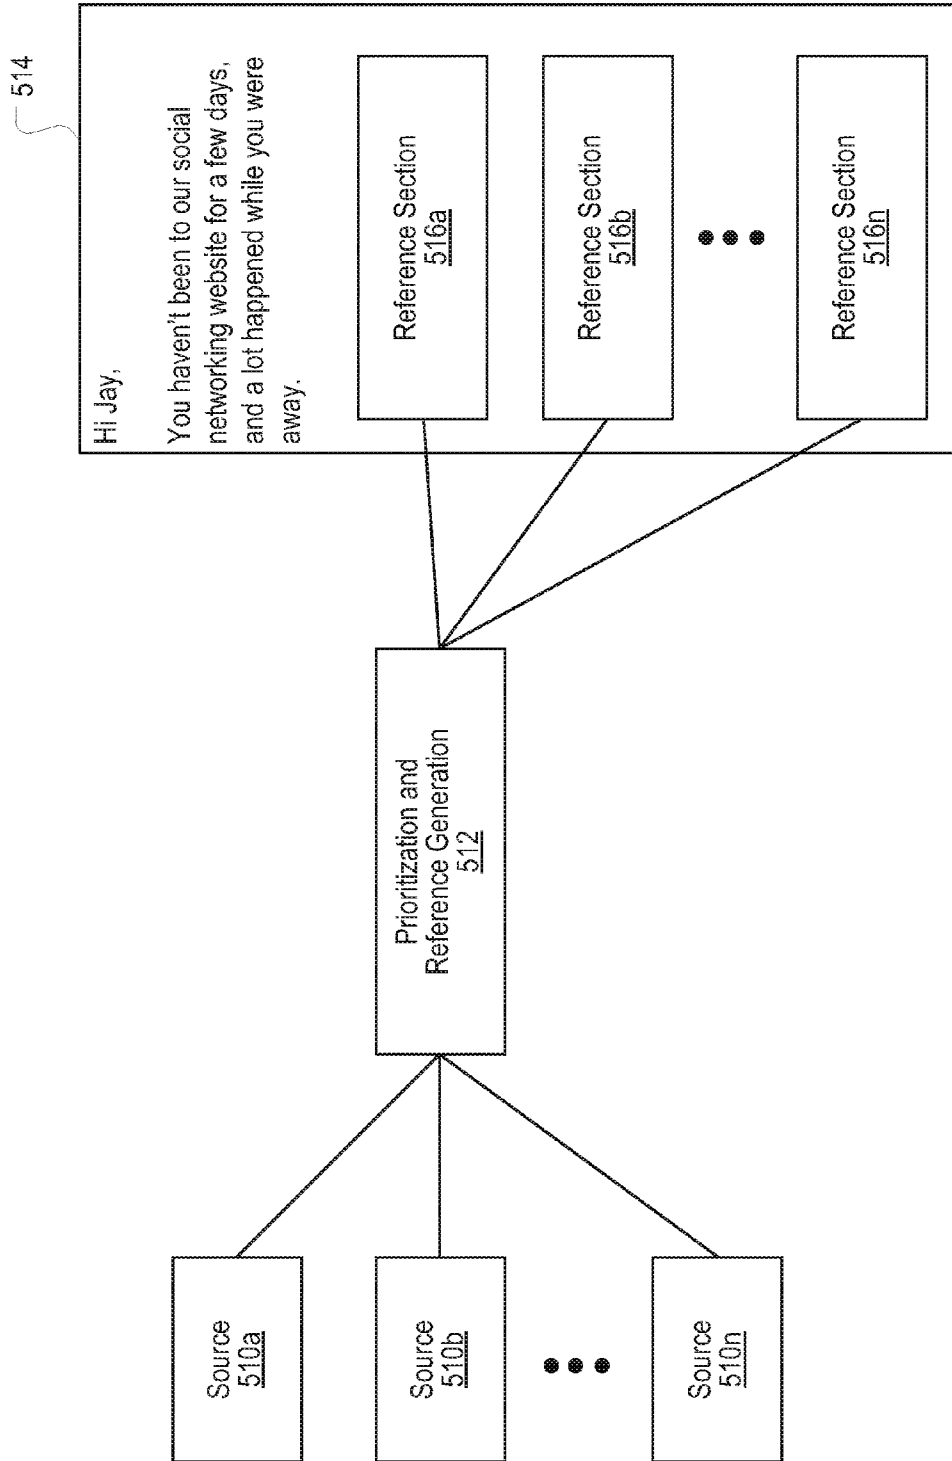 Source
510a
Source
510b
Source
510n
Prioritization and
Reference Generation
512
514
Hi Jay,
You haven't been to our social
networking website for a few days,
and a lot happened while you were
away.
Reference Section
516a
Reference Section
516b
Reference Section
516n